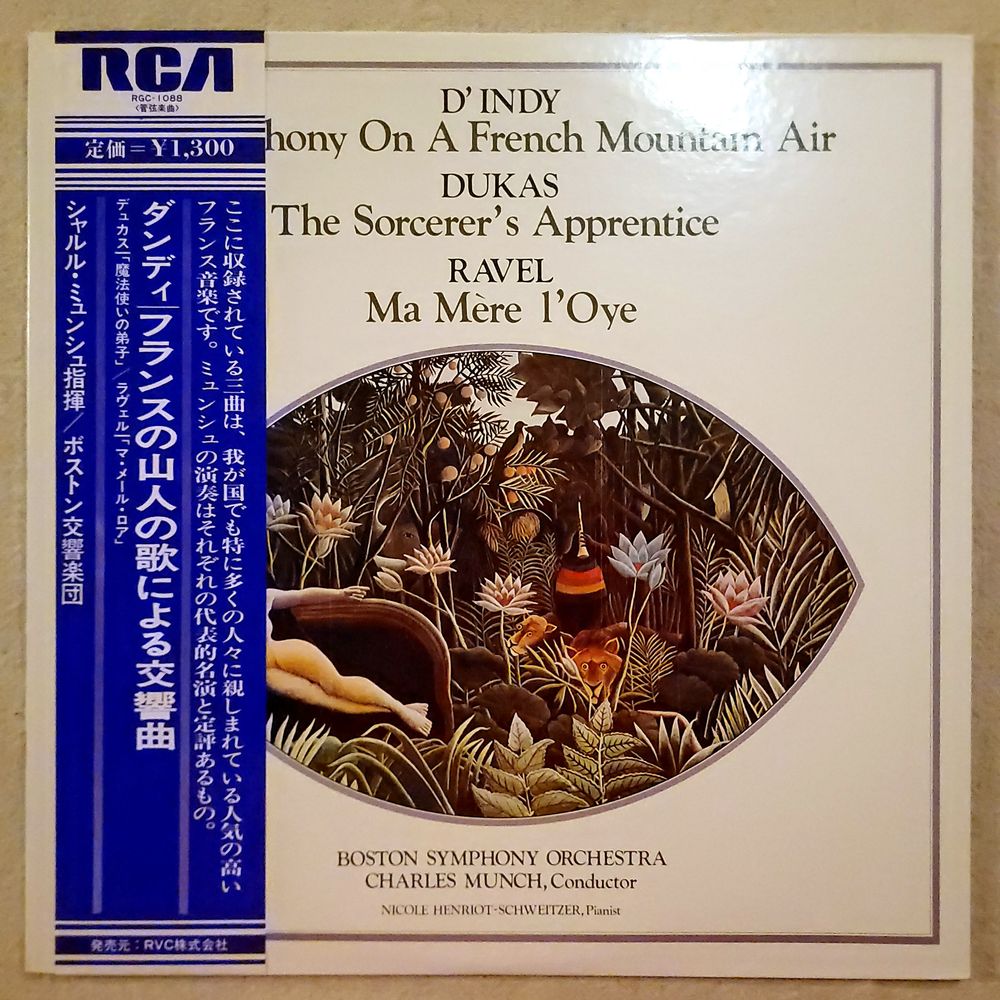 RCA
RGC-1088
〈管弦楽曲〉
定価=¥1,300
ここに収録されている三曲は、我が国でも特に多くの人々に親しまれている人気の高い
フランス音楽です。ミュンシュの演奏はそれぞれの代表的名演と定評あるもの。
ダンディ|フランスの山人の歌による交響曲
デュカス|「魔法使いの弟子」/ラヴェル|「マ・メール・ロア」
シャルル・ミュンシュ指揮/ボストン交響楽団
発売元:RVC株式会社
D'INDY
hony On A French Mountain Air
DUKAS
The Sorcerer's Apprentice
RAVEL
Ma Mère l'Oye
BOSTON SYMPHONY ORCHESTRA
CHARLES MUNCH, Conductor
NICOLE HENRIOT-SCHWEITZER, Pianist